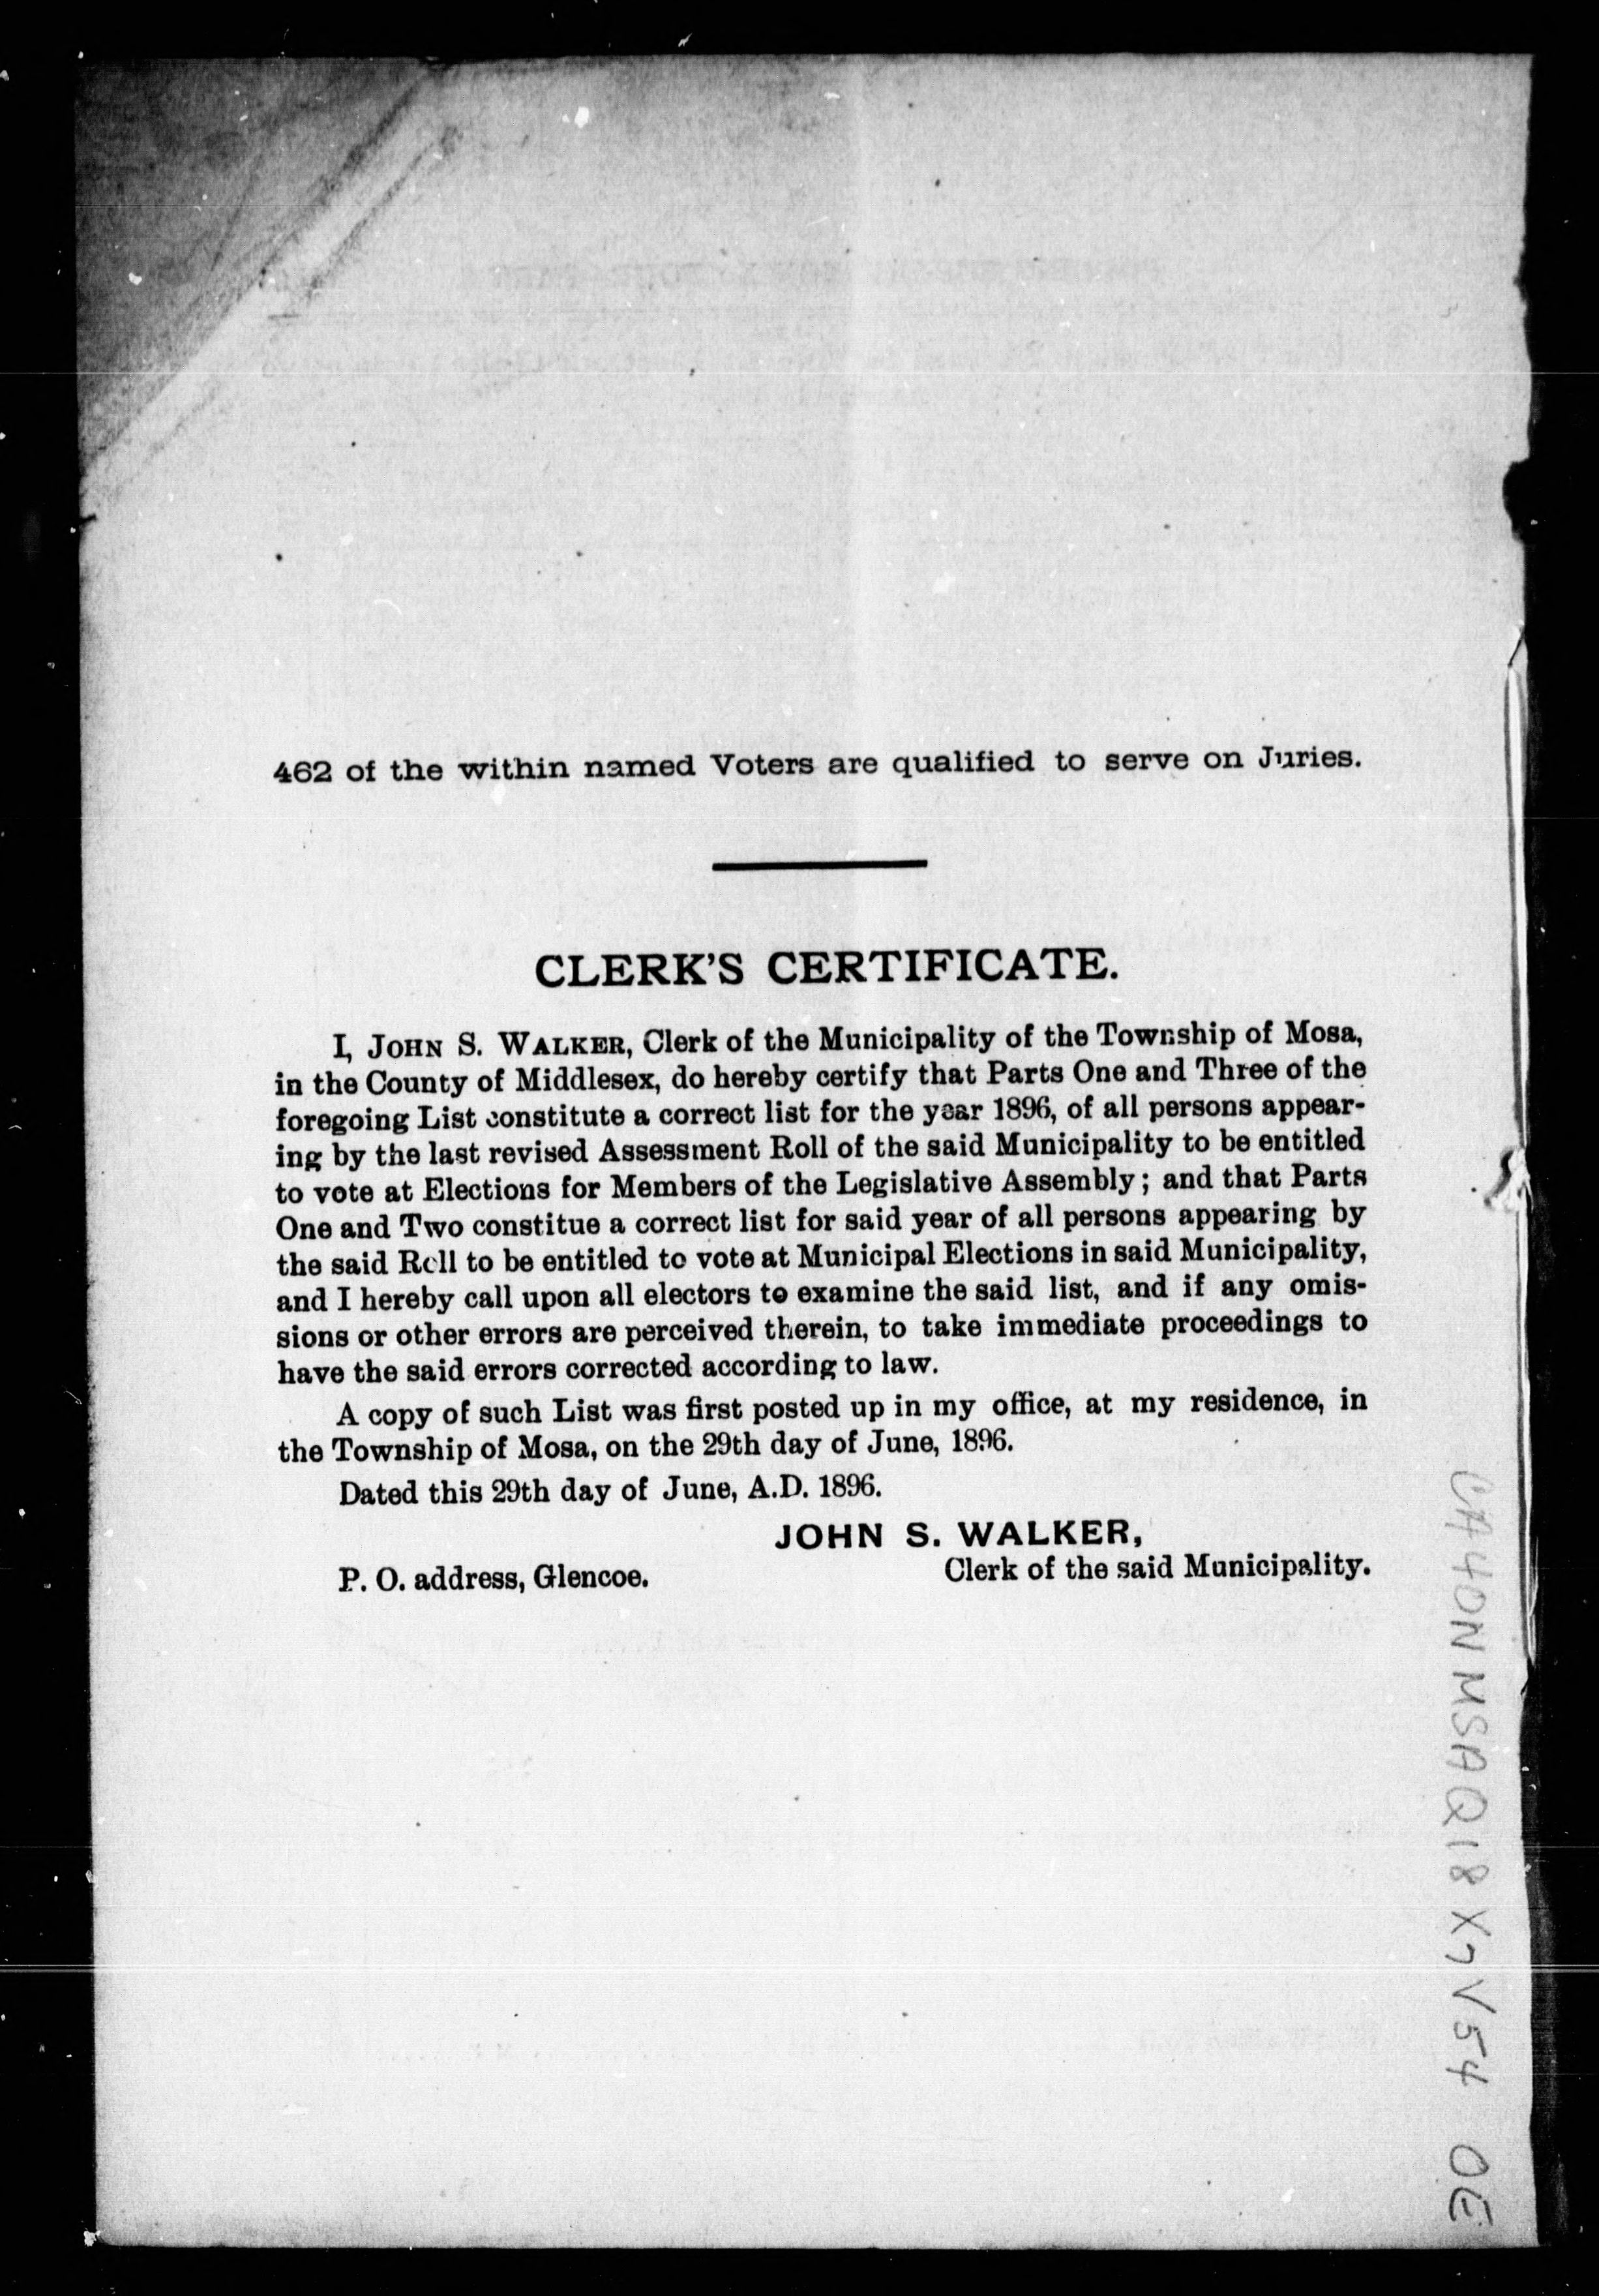 462 of the within named Voters are qualified to serve on Juries.
CLERK'S CERTIFICATE.
I, JOHN S. WALKER, Clerk of the Municipality of the Township of Mosa,
in the County of Middlesex, do hereby certify that Parts One and Three of the
foregoing List constitute a correct list for the year 1896, of all persons appear-
ing by the last revised Assessment Roll of the said Municipality to be entitled
to vote at Elections for Members of the Legislative Assembly; and that Parts
One and Two constitue a correct list for said year of all persons appearing by
the said Roll to be entitled to vote at Municipal Elections in said Municipality,
and I hereby call upon all electors to examine the said list, and if any omis-
sions or other errors are perceived therein, to take immediate proceedings to
have the said errors corrected according to law.
A copy of such List was first posted up in my office, at my residence, in
the Township of Mosa, on the 29th day of June, 1896.
Dated this 29th day of June, A.D. 1896.
JOHN S. WALKER,
P. O. address, Glencoe. Clerk of the said Municipality.
CA4ON MSAQ18 X7V54 OE